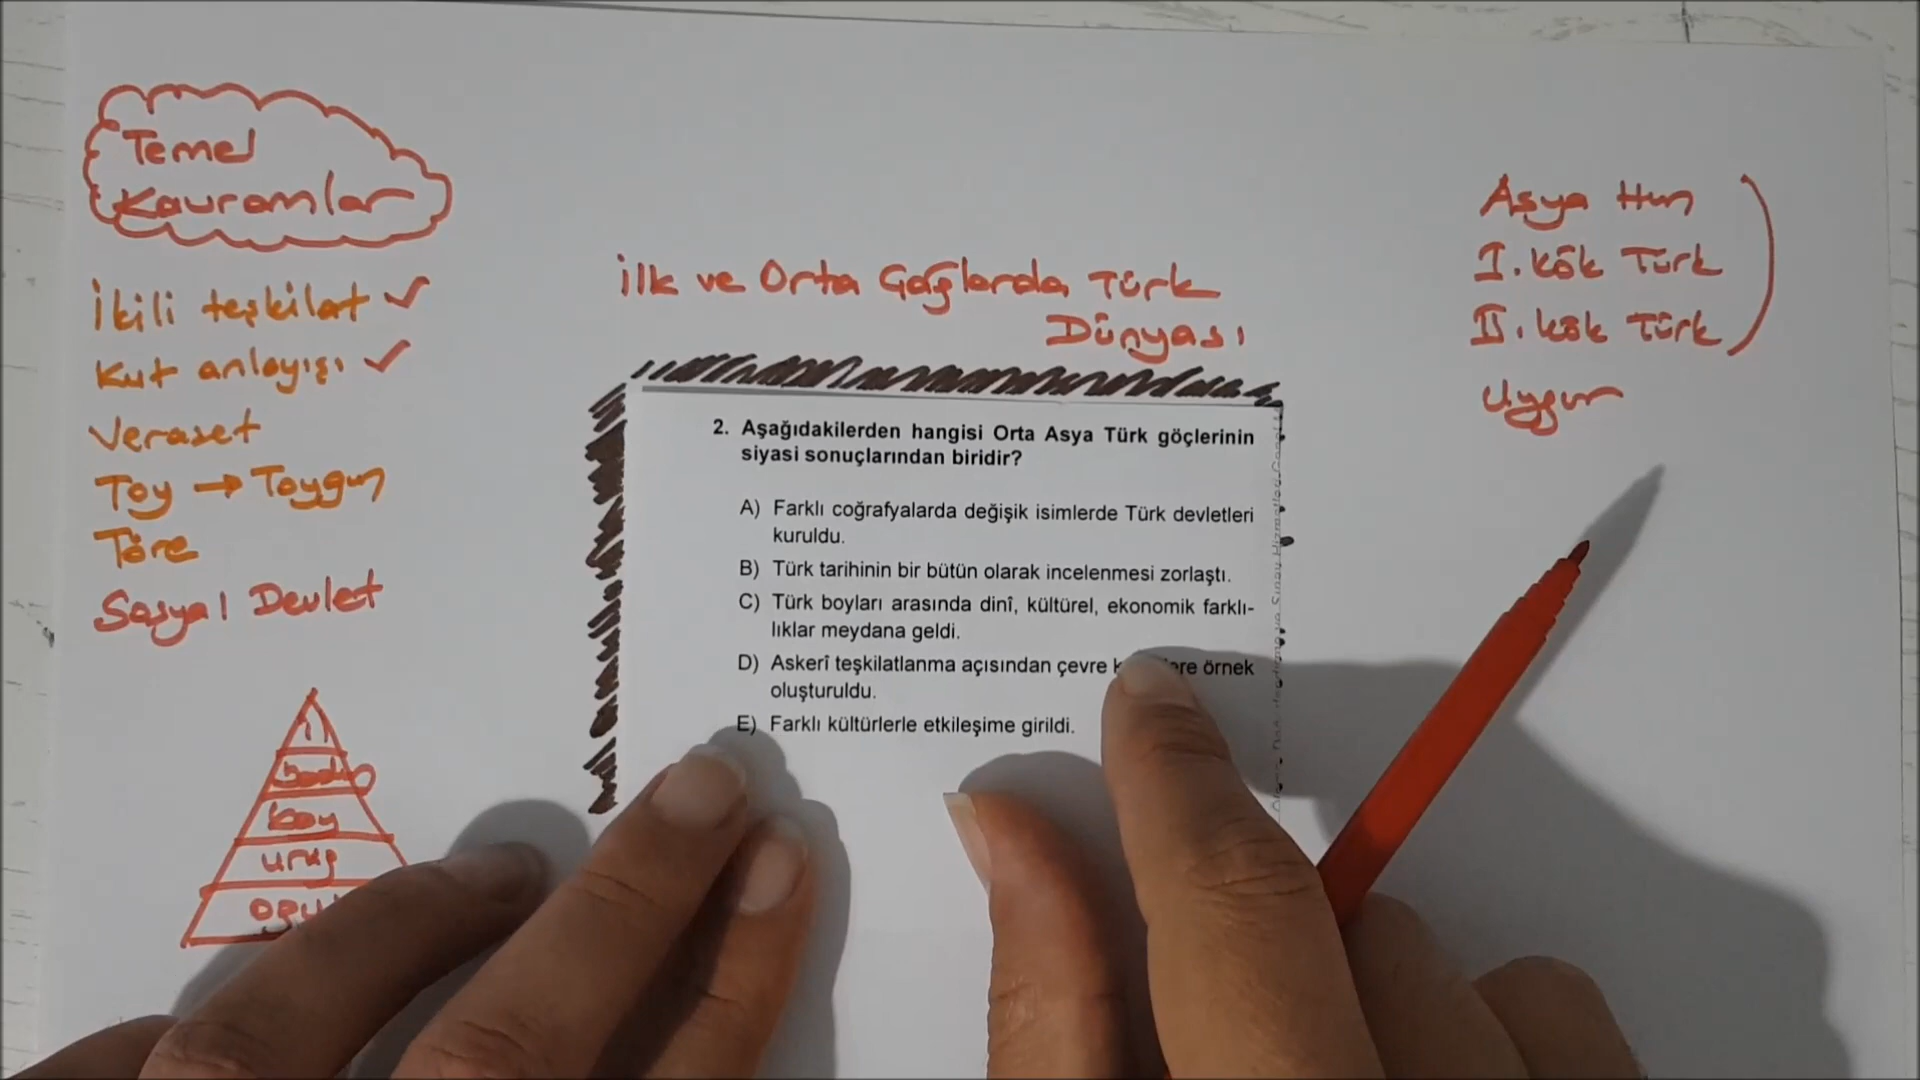 Temel
Kavramlar
İkili teşkilat ✓
Kut anlayışı ✓
Veraset
Toy → Toygun
Töre
Sosyal Devlet
boy
uruş
İlk ve Orta Çağlarda Türk
Dünyası
2. Aşağıdakilerden hangisi Orta Asya Türk göçlerinin
siyasi sonuçlarından biridir?
A) Farklı coğrafyalarda değişik isimlerde Türk devletleri
kuruldu.
B) Türk tarihinin bir bütün olarak incelenmesi zorlaştı.
C) Türk boyları arasında dinî, kültürel, ekonomik farklı-
lıklar meydana geldi.
D) Askerî teşkilatlanma açısından çevre örnek
oluşturuldu.
E) Farklı kültürlerle etkileşime girildi.
Asya Hun
I. Kök Türk
II. Kök Türk
Uygur